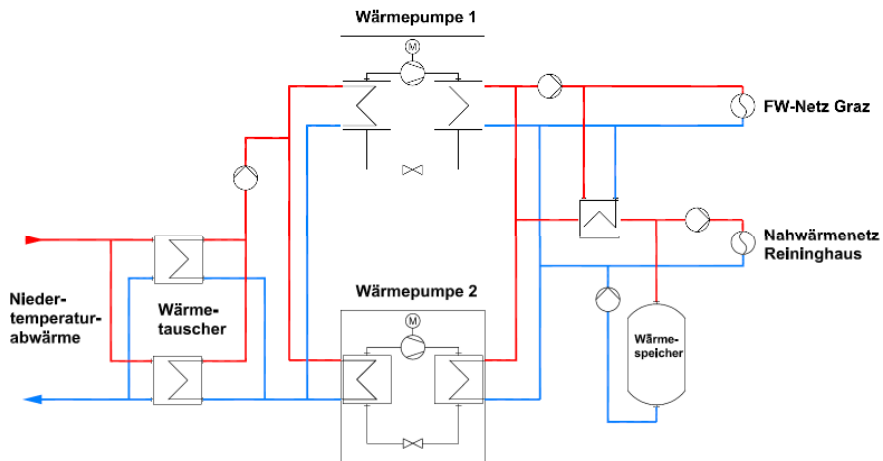 Wärmepumpe 1
M
FW-Netz Graz
Nahwärmenetz
Reininghaus
Nieder-
temperatur-
abwärme
Wärme-
tauscher
Wärmepumpe 2
M
Wärme-
speicher